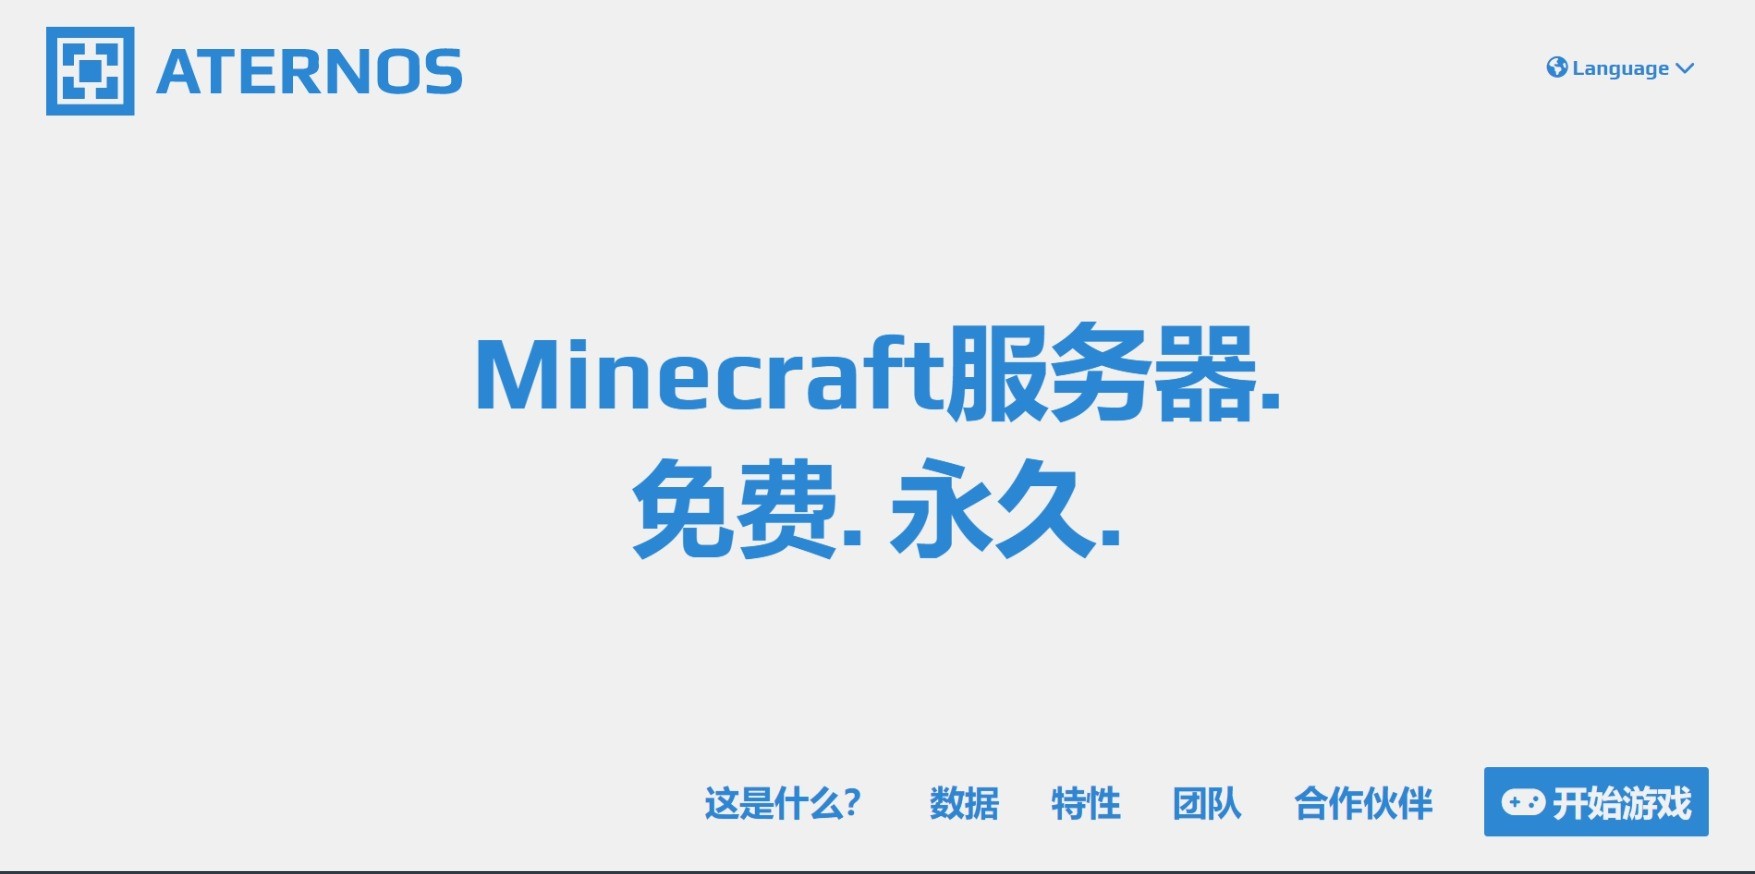 ATERNOS
Language
Minecraft服务器.
免费. 永久.
这是什么？ 数据 特性 团队 合作伙伴 开始游戏